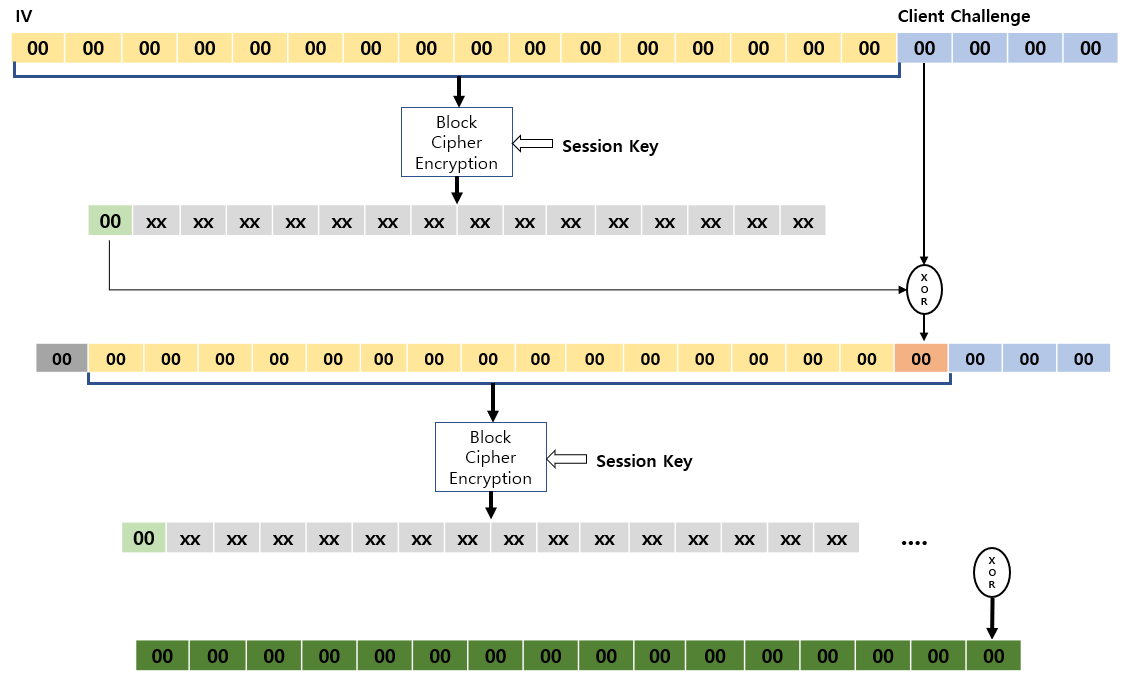 IV
Client Challenge
00 00 00 00 00 00 00 00 00 00 00 00 00 00 00 00 00 00 00 00
Block
Cipher
Encryption
Session Key
00 xx xx xx xx xx xx xx xx xx xx xx xx xx xx xx
X
O
R
00 00 00 00 00 00 00 00 00 00 00 00 00 00 00 00 00 00 00 00
Block
Cipher
Encryption
Session Key
00 xx xx xx xx xx xx xx xx xx xx xx xx xx xx xx ....
X
O
R
00 00 00 00 00 00 00 00 00 00 00 00 00 00 00 00